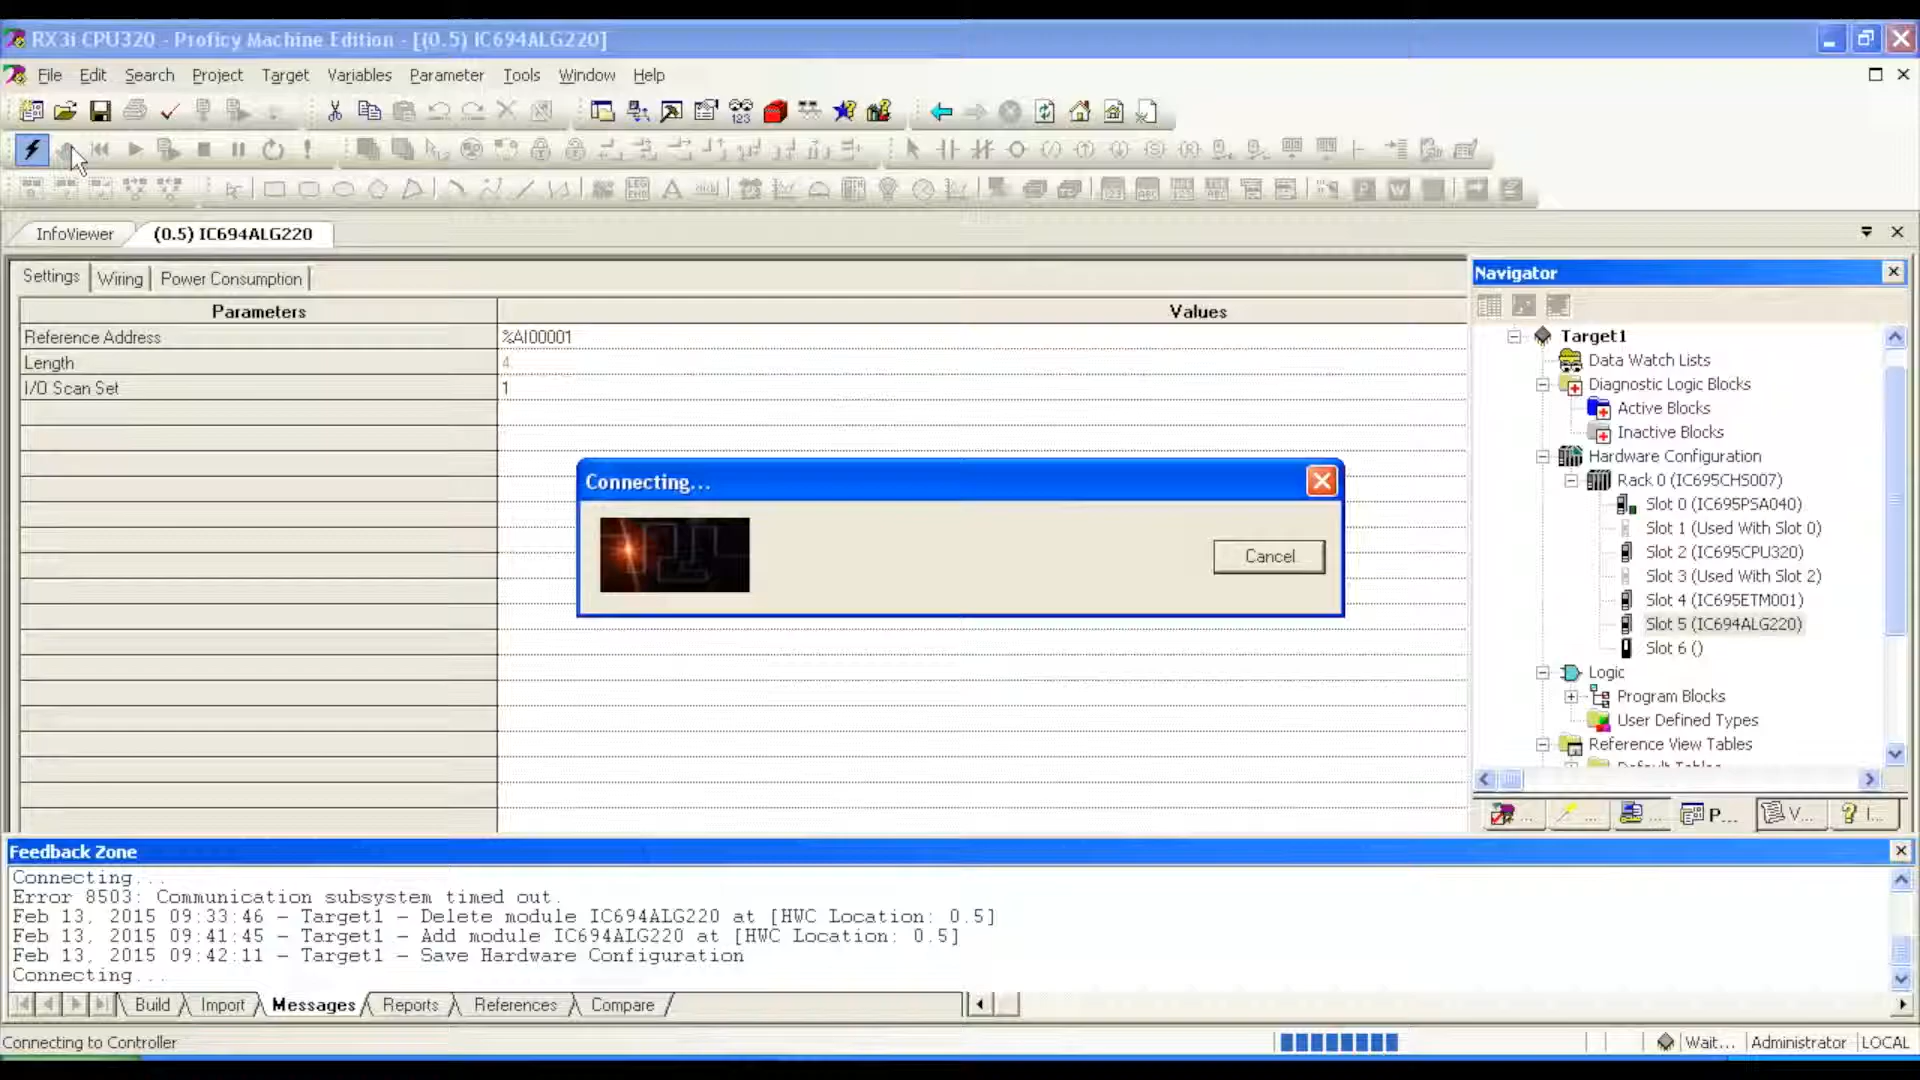 RX3i CPU320 - Proficy Machine Edition - [(0.5) IC694ALG220]
File Edit Search Project Target Variables Parameter Tools Window Help
InfoViewer (0.5) IC694ALG220
Settings Wiring Power Consumption
Parameters Values
Reference Address %AI00001
Length 4
I/O Scan Set 1
Connecting...
Cancel
Navigator
Target1
Data Watch Lists
Diagnostic Logic Blocks
Active Blocks
Inactive Blocks
Hardware Configuration
Rack 0 (IC695CHS007)
Slot 0 (IC695PSA040)
Slot 1 (Used With Slot 0)
Slot 2 (IC695CPU320)
Slot 3 (Used With Slot 2)
Slot 4 (IC695ETM001)
Slot 5 (IC694ALG220)
Slot 6 ()
Logic
Program Blocks
User Defined Types
Reference View Tables
Default Tables
P... V... I...
Feedback Zone
Connecting...
Error 8503: Communication subsystem timed out.
Feb 13, 2015 09:33:46 - Target1 - Delete module IC694ALG220 at [HWC Location: 0.5]
Feb 13, 2015 09:41:45 - Target1 - Add module IC694ALG220 at [HWC Location: 0.5]
Feb 13, 2015 09:42:11 - Target1 - Save Hardware Configuration
Connecting...
Build Import Messages Reports References Compare
Connecting to Controller Wait... Administrator LOCAL